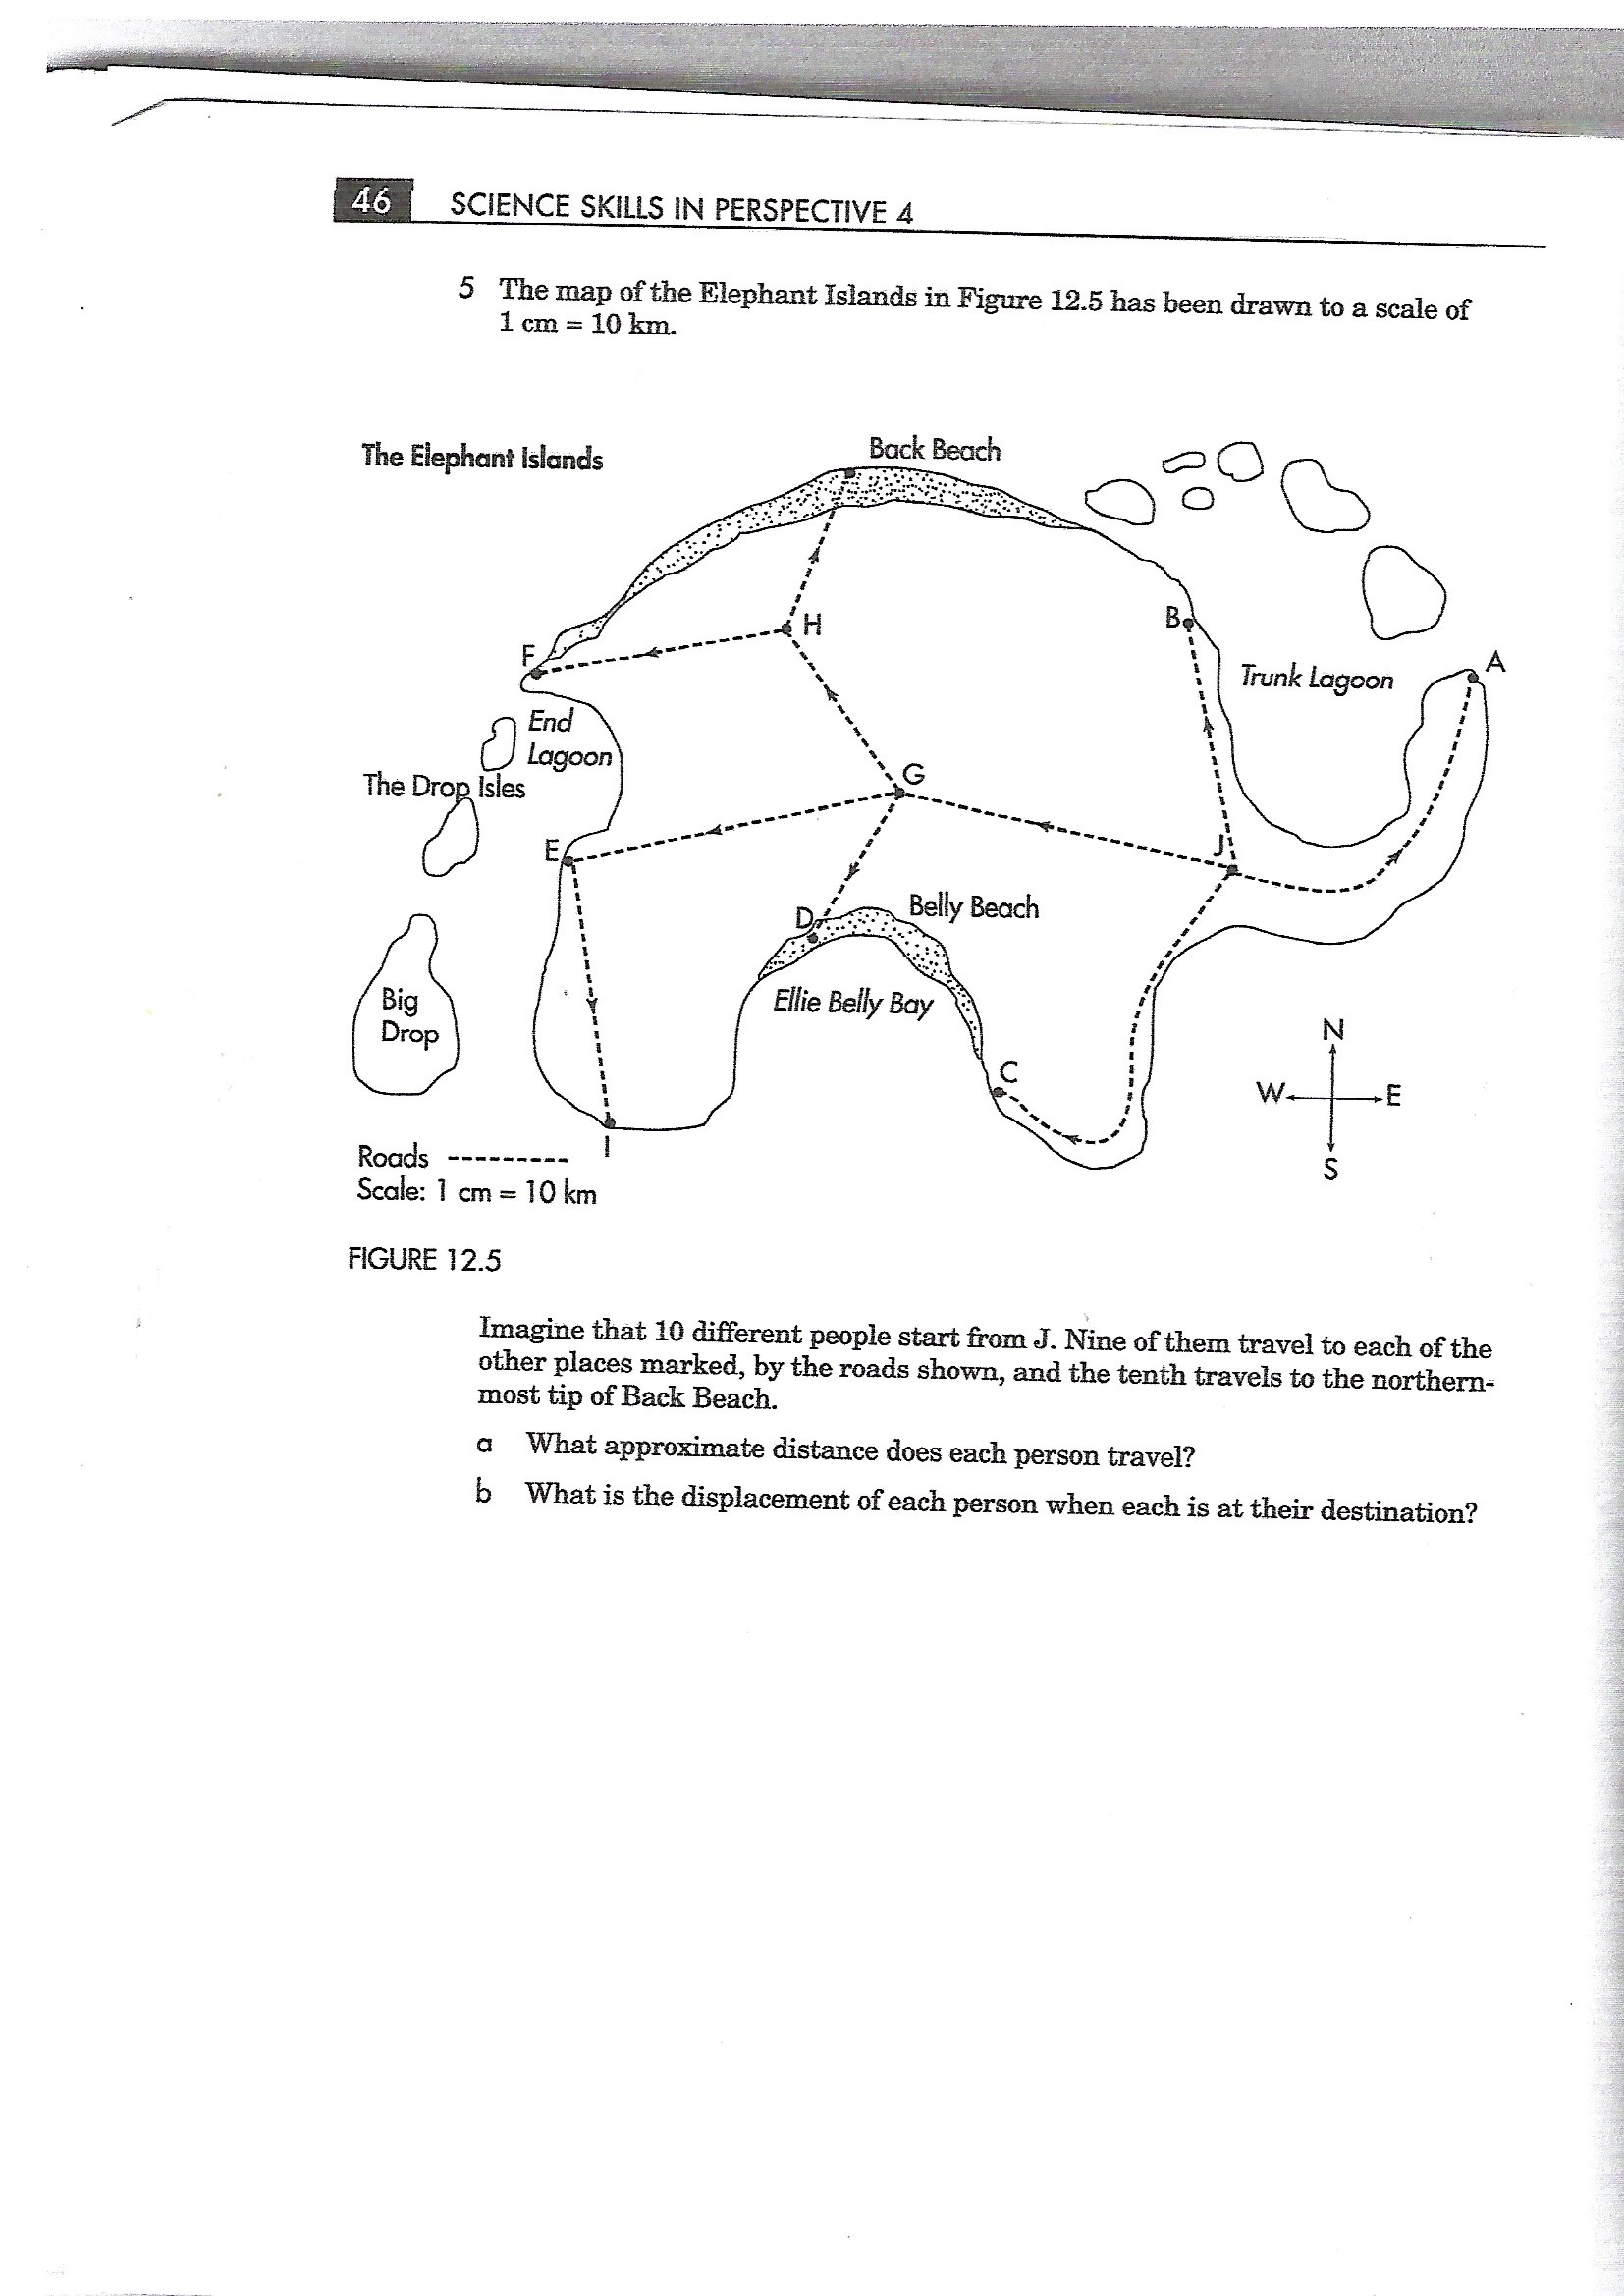 46 SCIENCE SKILLS IN PERSPECTIVE 4
5 The map of the Elephant Islands in Figure 12.5 has been drawn to a scale of
1 cm = 10 km.
The Elephant Islands
Back Beach
H
B
F
A
Trunk Lagoon
End
Lagoon
G
The Drop Isles
J
E
D
Belly Beach
Big
Drop
Ellie Belly Bay
C
N
W E
S
I
Roads
Scale: 1 cm = 10 km
FIGURE 12.5
Imagine that 10 different people start from J. Nine of them travel to each of the
other places marked, by the roads shown, and the tenth travels to the northern-
most tip of Back Beach.
a What approximate distance does each person travel?
b What is the displacement of each person when each is at their destination?